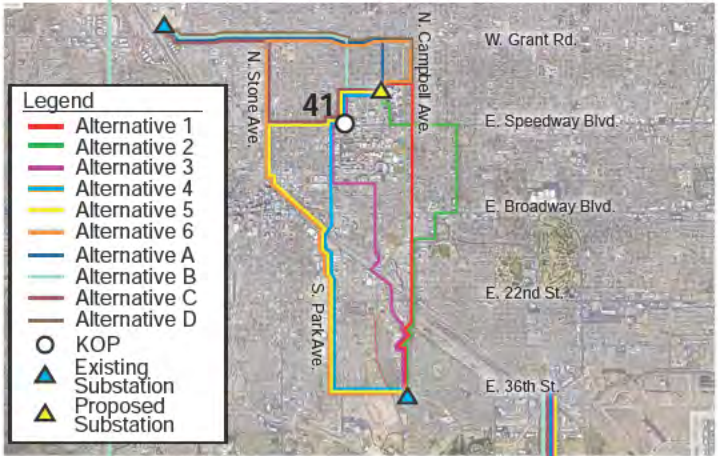 W. Grant Rd.
N. Campbell Ave.
N. Stone Ave.
Legend
Alternative 1
Alternative 2
Alternative 3
Alternative 4
Alternative 5
Alternative 6
Alternative A
Alternative B
Alternative C
Alternative D
KOP
Existing
Substation
Proposed
Substation
41
E. Speedway Blvd.
E. Broadway Blvd.
E. 22nd St.
S. Park Ave.
E. 36th St.